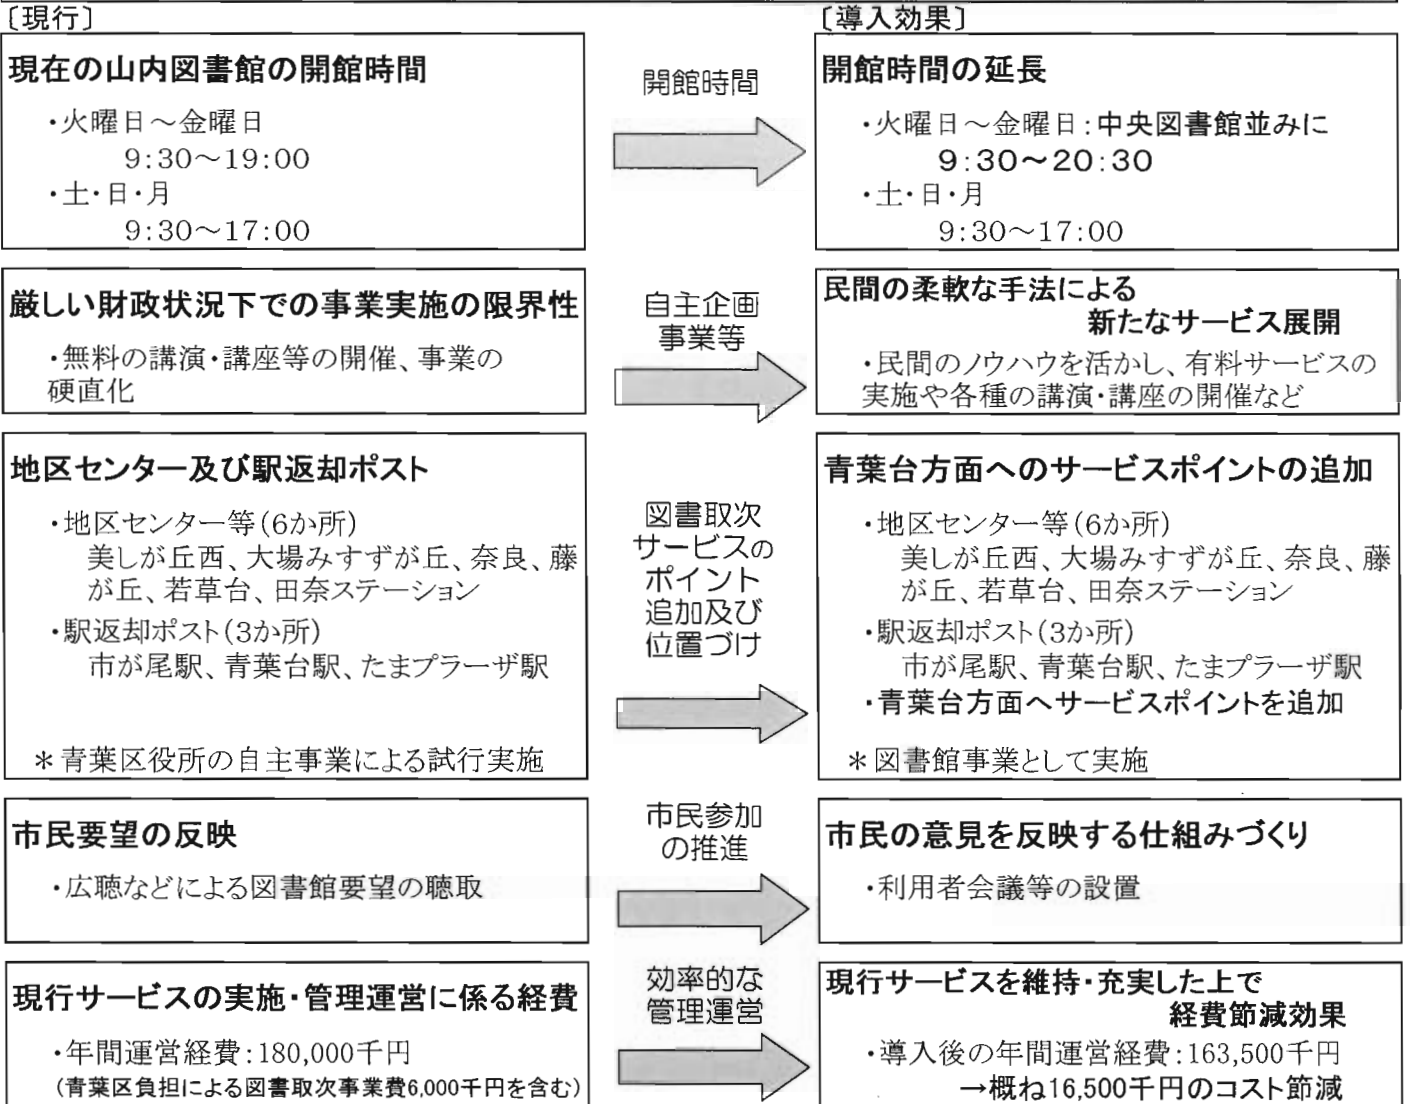 〔現行〕
〔導入効果〕
現在の山内図書館の開館時間
・火曜日～金曜日
9:30～19:00
・土・日・月
9:30～17:00
開館時間
開館時間の延長
・火曜日～金曜日：中央図書館並みに
9:30～20:30
・土・日・月
9:30～17:00
厳しい財政状況下での事業実施の限界性
・無料の講演・講座等の開催、事業の
硬直化
自主企画
事業等
民間の柔軟な手法による
新たなサービス展開
・民間のノウハウを活かし、有料サービスの
実施や各種の講演・講座の開催など
地区センター及び駅返却ポスト
・地区センター等(6か所)
美しが丘西、大場みすずが丘、奈良、藤
が丘、若草台、田奈ステーション
・駅返却ポスト(3か所)
市が尾駅、青葉台駅、たまプラーザ駅
＊青葉区役所の自主事業による試行実施
図書取次
サービスの
ポイント
追加及び
位置づけ
青葉台方面へのサービスポイントの追加
・地区センター等(6か所)
美しが丘西、大場みすずが丘、奈良、藤
が丘、若草台、田奈ステーション
・駅返却ポスト(3か所)
市が尾駅、青葉台駅、たまプラーザ駅
・青葉台方面へサービスポイントを追加
＊図書館事業として実施
市民要望の反映
・広聴などによる図書館要望の聴取
市民参加
の推進
市民の意見を反映する仕組みづくり
・利用者会議等の設置
現行サービスの実施・管理運営に係る経費
・年間運営経費：180,000千円
(青葉区負担による図書取次事業費6,000千円を含む)
効率的な
管理運営
現行サービスを維持・充実した上で
経費節減効果
・導入後の年間運営経費：163,500千円
→概ね16,500千円のコスト節減